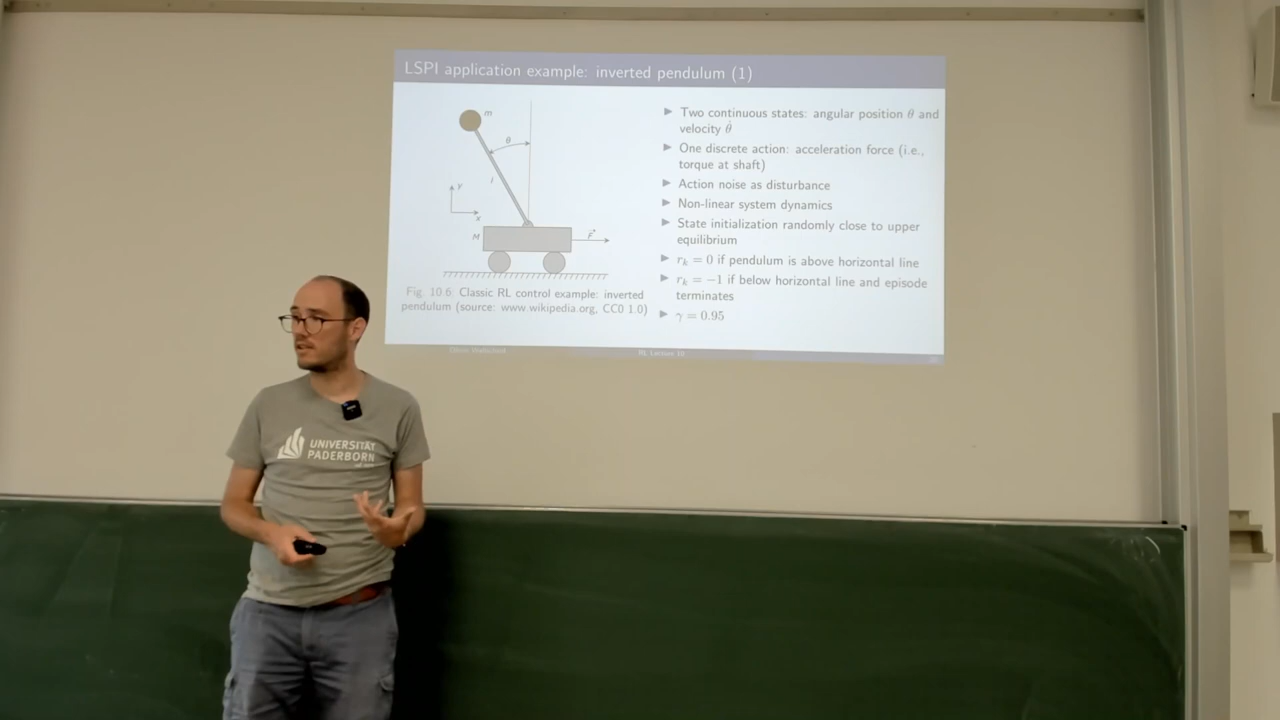 LSPI application example: inverted pendulum (1)
m
θ
l
y
x
M
F⃗
Fig. 10.6: Classic RL control example: inverted
pendulum (source: www.wikipedia.org, CC0 1.0)
▶ Two continuous states: angular position θ and
velocity θ̇
▶ One discrete action: acceleration force (i.e.,
torque at shaft)
▶ Action noise as disturbance
▶ Non-linear system dynamics
▶ State initialization randomly close to upper
equilibrium
▶ rₖ = 0 if pendulum is above horizontal line
▶ rₖ = −1 if below horizontal line and episode
terminates
▶ γ = 0.95
RL Lecture 10
UNIVERSITÄT
PADERBORN